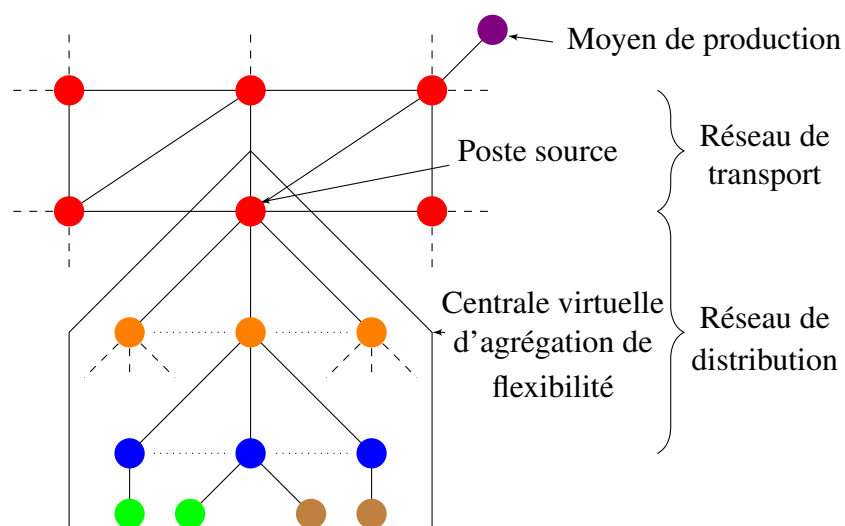 Moyen de production
Poste source
Réseau de
transport
Centrale virtuelle
d'agrégation de
flexibilité
Réseau de
distribution